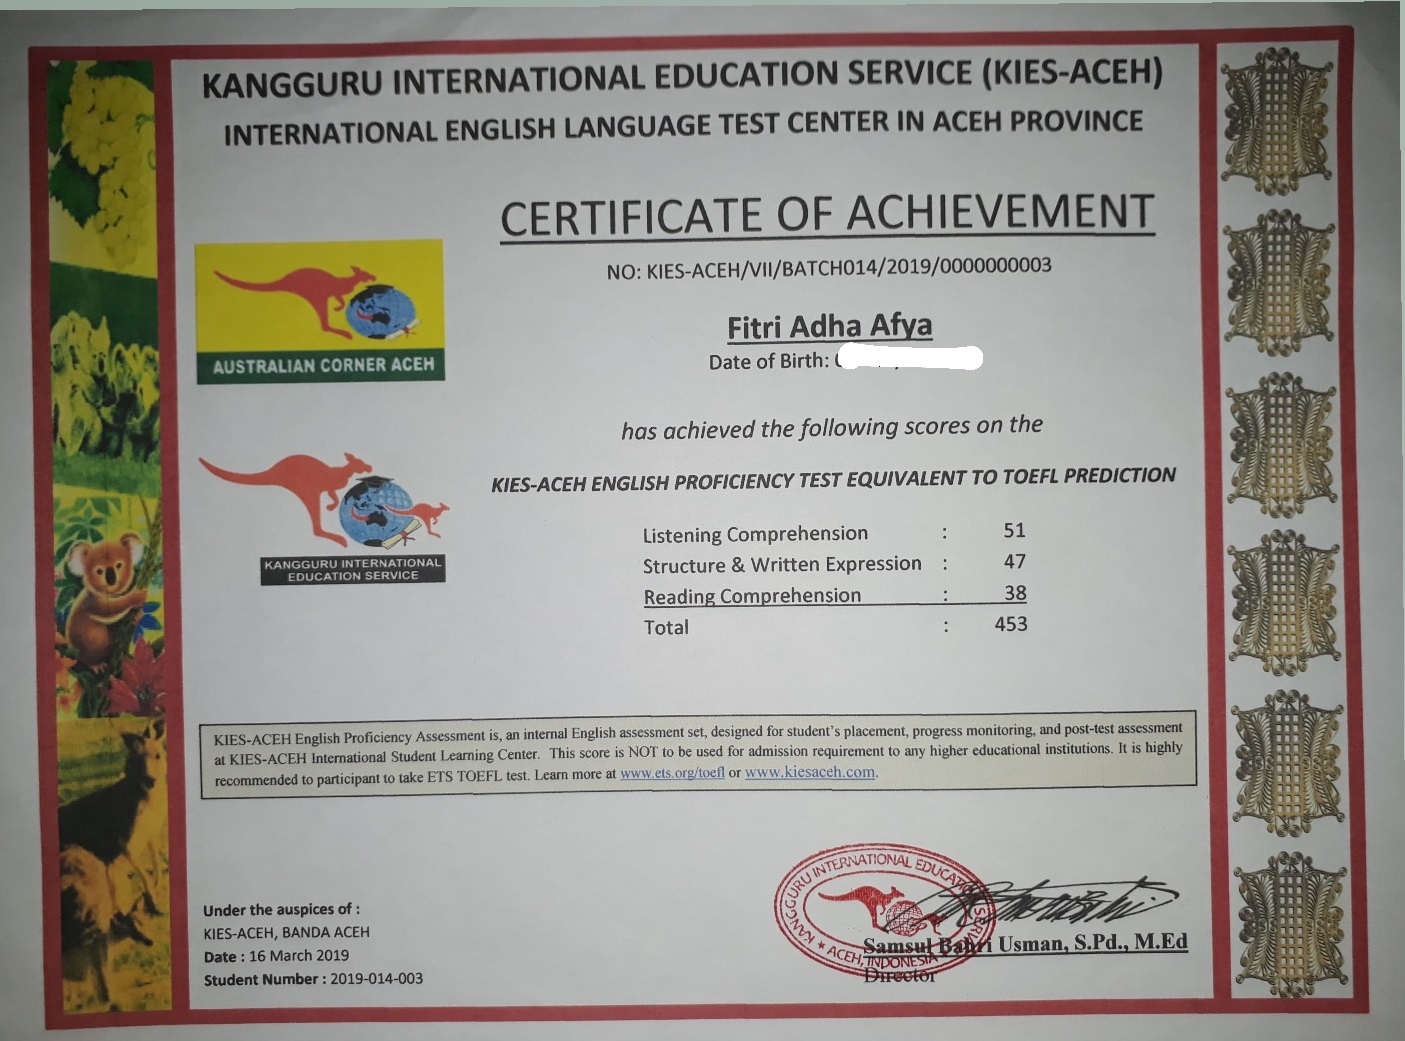 KANGGURU INTERNATIONAL EDUCATION SERVICE (KIES-ACEH)
INTERNATIONAL ENGLISH LANGUAGE TEST CENTER IN ACEH PROVINCE
CERTIFICATE OF ACHIEVEMENT
NO: KIES-ACEH/VII/BATCH014/2019/0000000003
AUSTRALIAN CORNER ACEH
Fitri Adha Afya
Date of Birth:
has achieved the following scores on the
KIES-ACEH ENGLISH PROFICIENCY TEST EQUIVALENT TO TOEFL PREDICTION
KANGGURU INTERNATIONAL
EDUCATION SERVICE
Listening Comprehension : 51
Structure & Written Expression : 47
Reading Comprehension : 38
Total : 453
KIES-ACEH English Proficiency Assessment is, an internal English assessment set, designed for student's placement, progress monitoring, and post-test assessment
at KIES-ACEH International Student Learning Center. This score is NOT to be used for admission requirement to any higher educational institutions. It is highly
recommended to participant to take ETS TOEFL test. Learn more at www.ets.org/toefl or www.kiesaceh.com.
Under the auspices of :
KIES-ACEH, BANDA ACEH
Date : 16 March 2019
Student Number : 2019-014-003
KANGGURU INTERNATIONAL EDUCATION SERVICE
ACEH, INDONESIA
Samsul Bahri Usman, S.Pd., M.Ed
Director